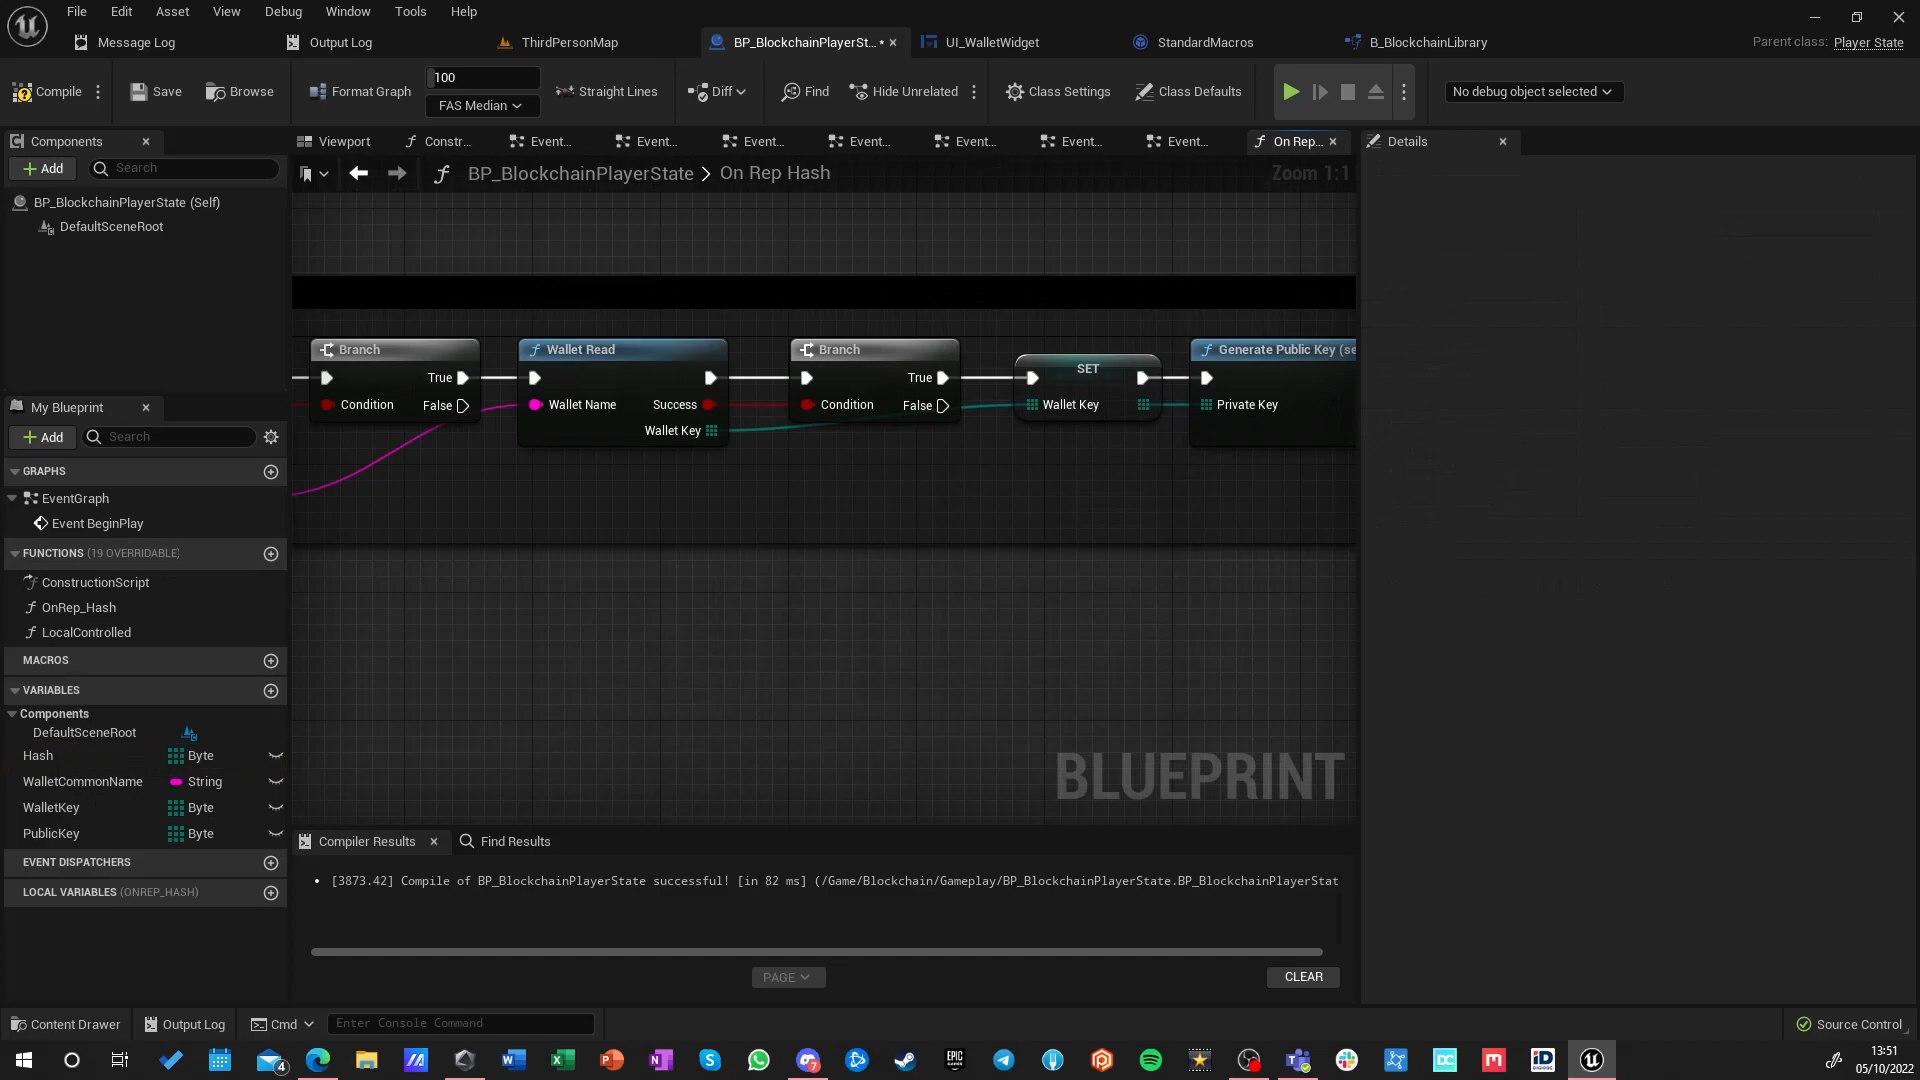 File Edit Asset View Debug Window Tools Help
Message Log Output Log ThirdPersonMap BP_BlockchainPlayerSt... • UI_WalletWidget StandardMacros B_BlockchainLibrary Parent class: Player State
Compile Save Browse Format Graph 100 FAS Median Straight Lines Diff Find Hide Unrelated Class Settings Class Defaults No debug object selected
Components
Add Search
BP_BlockchainPlayerState (Self)
DefaultSceneRoot
Viewport Constr... Event... Event... Event... Event... Event... Event... Event... On Rep... Details
BP_BlockchainPlayerState > On Rep Hash Zoom 1:1
Branch
True
Condition False
Wallet Read
Wallet Name Success
Wallet Key
Branch
True
Condition False
SET
Wallet Key
Generate Public Key (se
Private Key
BLUEPRINT
My Blueprint
Add Search
GRAPHS
EventGraph
Event BeginPlay
FUNCTIONS (19 OVERRIDABLE)
ConstructionScript
OnRep_Hash
LocalControlled
MACROS
VARIABLES
Components
DefaultSceneRoot
Hash Byte
WalletCommonName String
WalletKey Byte
PublicKey Byte
EVENT DISPATCHERS
LOCAL VARIABLES (ONREP_HASH)
Compiler Results Find Results
• [3873.42] Compile of BP_BlockchainPlayerState successful! [in 82 ms] (/Game/Blockchain/Gameplay/BP_BlockchainPlayerState.BP_BlockchainPlayerStat
PAGE CLEAR
Content Drawer Output Log Cmd Enter Console Command Source Control
4 7 EPIC GAMES DC iD
13:51
05/10/2022